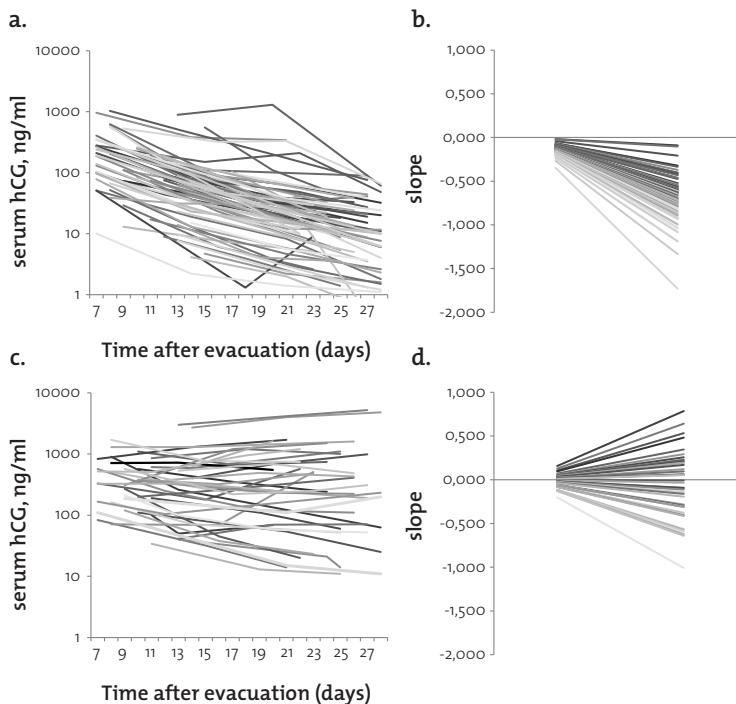 a.
10000
1000
100
10
1
serum hCG, ng/ml
7 9 11 13 15 17 19 21 23 25 27
Time after evacuation (days)
b.
1,000
0,500
0,000
-0,500
-1,000
-1,500
-2,000
slope
c.
10000
1000
100
10
1
serum hCG, ng/ml
7 9 11 13 15 17 19 21 23 25 27
Time after evacuation (days)
d.
1,000
0,500
0,000
-0,500
-1,000
-1,500
-2,000
slope